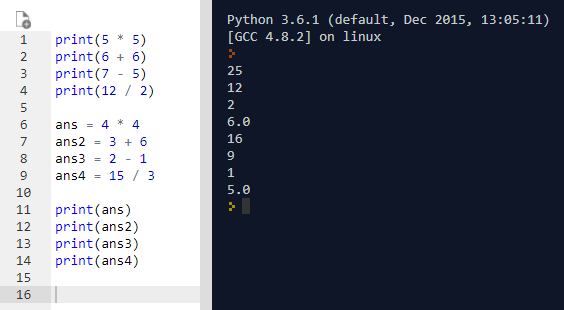 1 print(5 * 5)
2 print(6 + 6)
3 print(7 - 5)
4 print(12 / 2)
5
6 ans = 4 * 4
7 ans2 = 3 + 6
8 ans3 = 2 - 1
9 ans4 = 15 / 3
10
11 print(ans)
12 print(ans2)
13 print(ans3)
14 print(ans4)
15
16
Python 3.6.1 (default, Dec 2015, 13:05:11)
[GCC 4.8.2] on linux
25
12
2
6.0
16
9
1
5.0